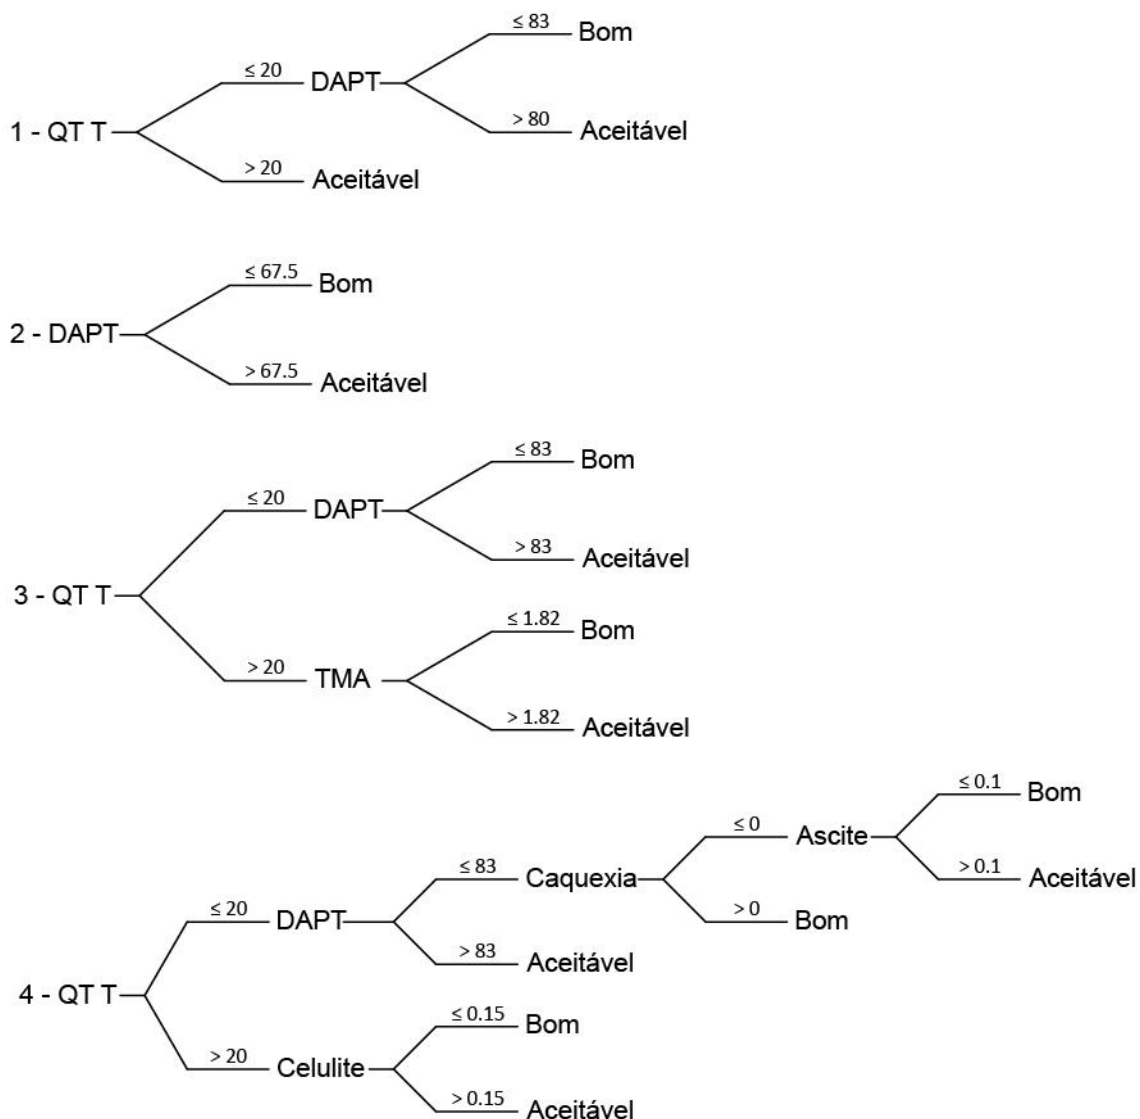 ≤ 83 Bom
≤ 20 DAPT
> 80 Aceitável
1 - QT T
> 20 Aceitável
≤ 67.5 Bom
2 - DAPT
> 67.5 Aceitável
≤ 83 Bom
≤ 20 DAPT
> 83 Aceitável
3 - QT T
≤ 1.82 Bom
> 20 TMA
> 1.82 Aceitável
≤ 0.1 Bom
≤ 0 Ascite
≤ 83 Caquexia > 0.1 Aceitável
≤ 20 DAPT > 0 Bom
> 83 Aceitável
4 - QT T
≤ 0.15 Bom
> 20 Celulite
> 0.15 Aceitável